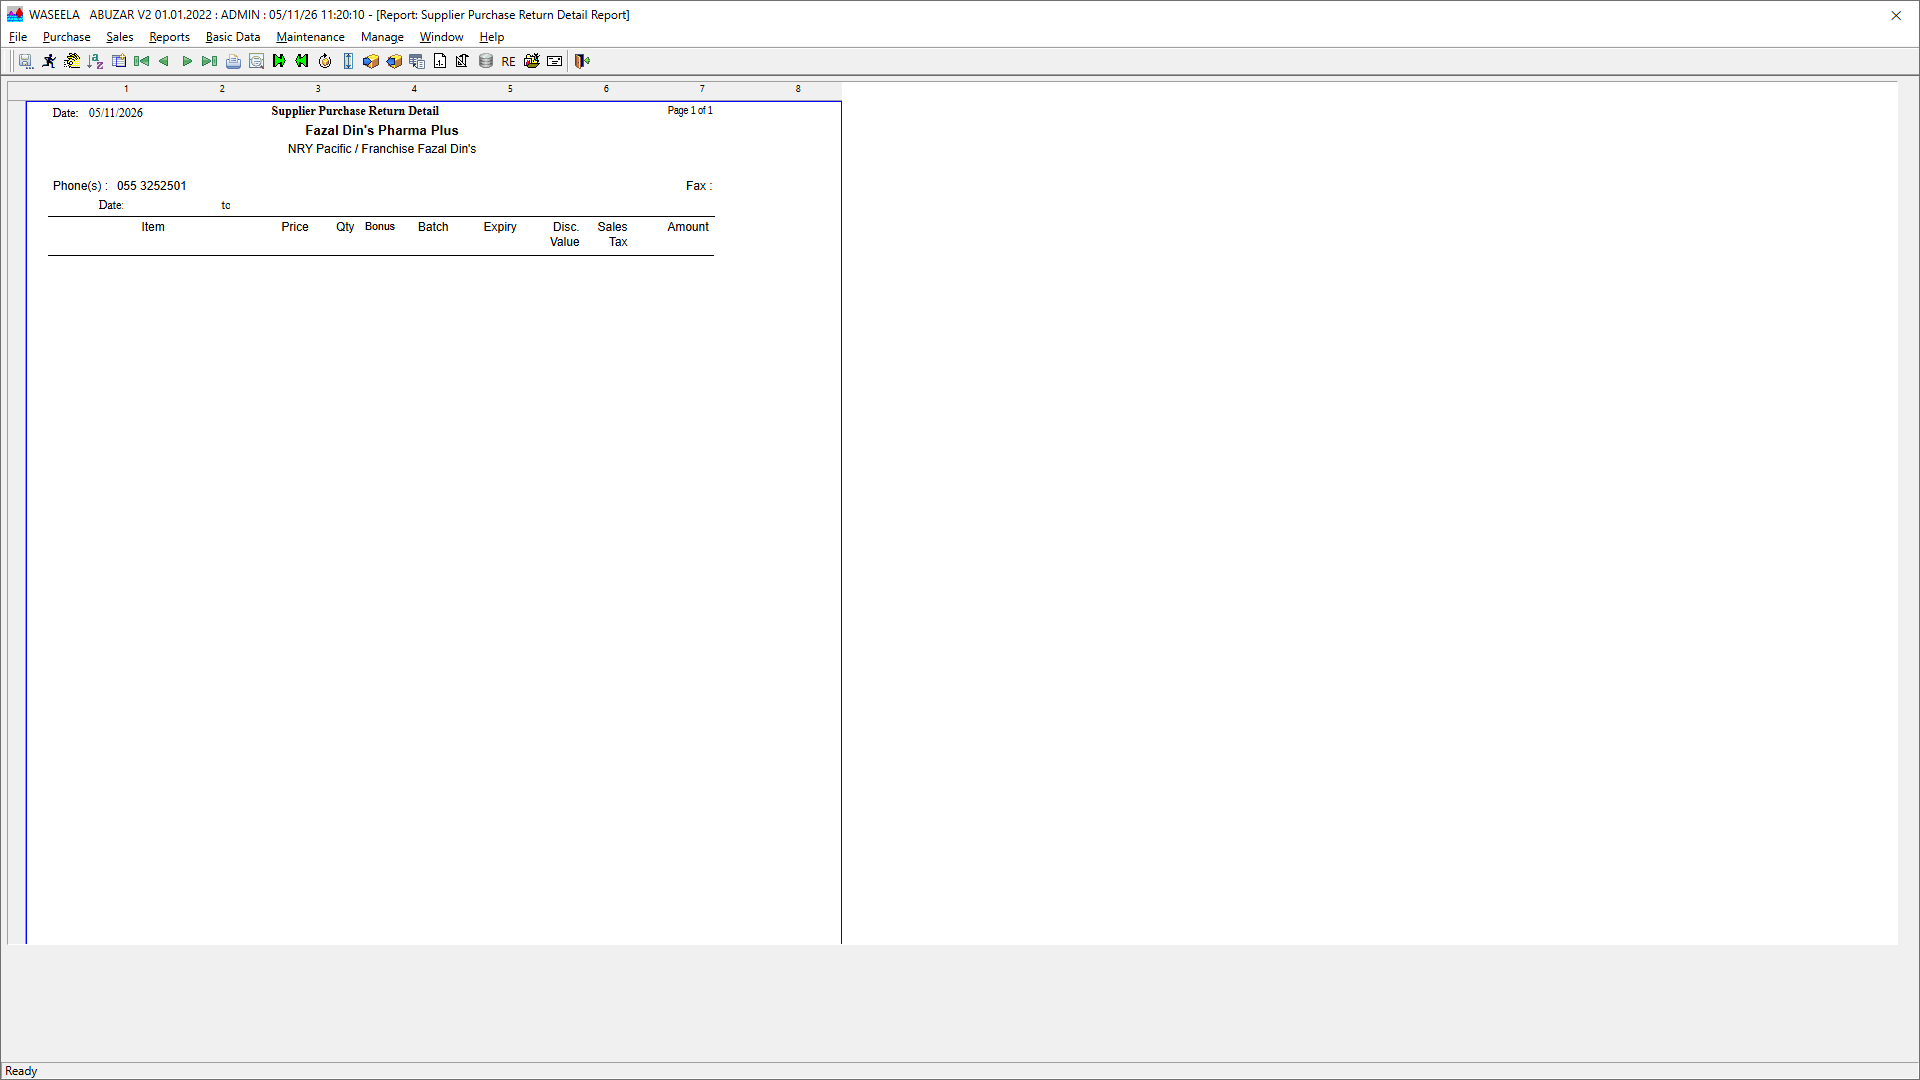 WASEELA ABUZAR V2 01.01.2022 : ADMIN : 05/11/26 11:20:10 - [Report: Supplier Purchase Return Detail Report]
File Purchase Sales Reports Basic Data Maintenance Manage Window Help
RE
1 2 3 4 5 6 7 8
Date: 05/11/2026 Supplier Purchase Return Detail Page 1 of 1
Fazal Din's Pharma Plus
NRY Pacific / Franchise Fazal Din's
Phone(s) : 055 3252501 Fax :
Date: to
Item Price Qty Bonus Batch Expiry Disc. Sales Amount
Value Tax
Ready